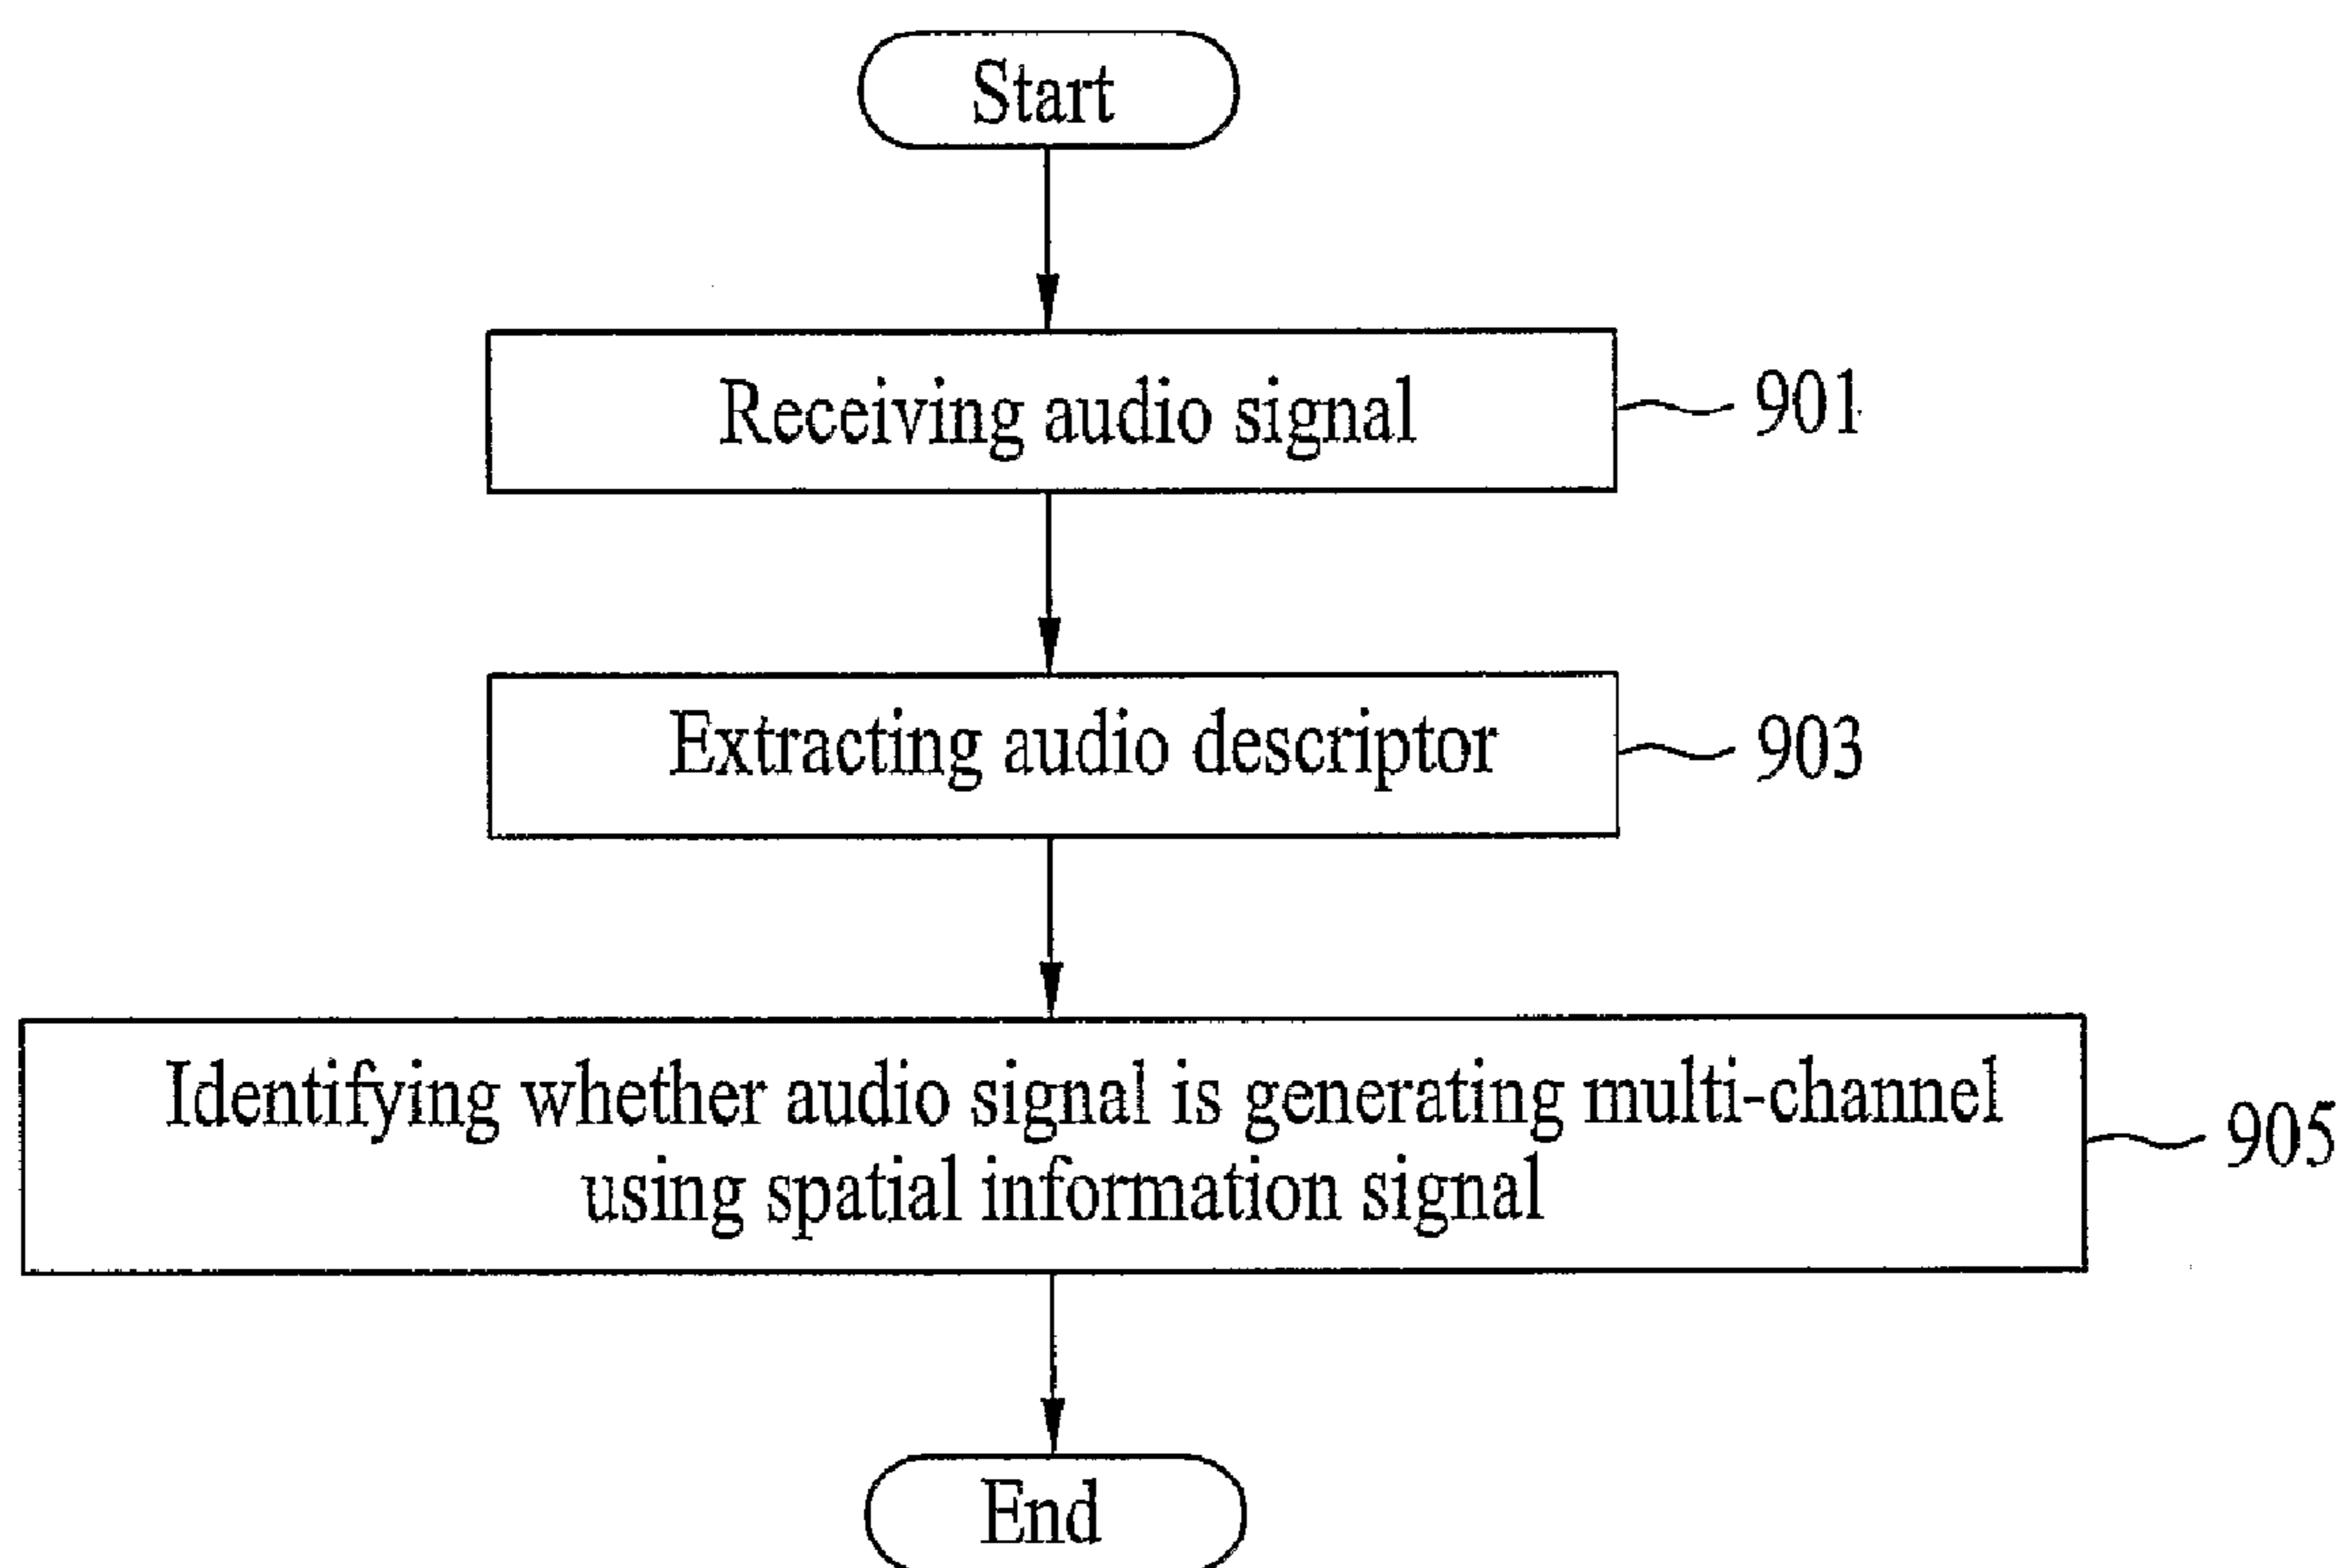 Start
Receiving audio signal
901
Extracting audio descriptor
903
Identifying whether audio signal is generating multi-channel
using spatial information signal
905
End